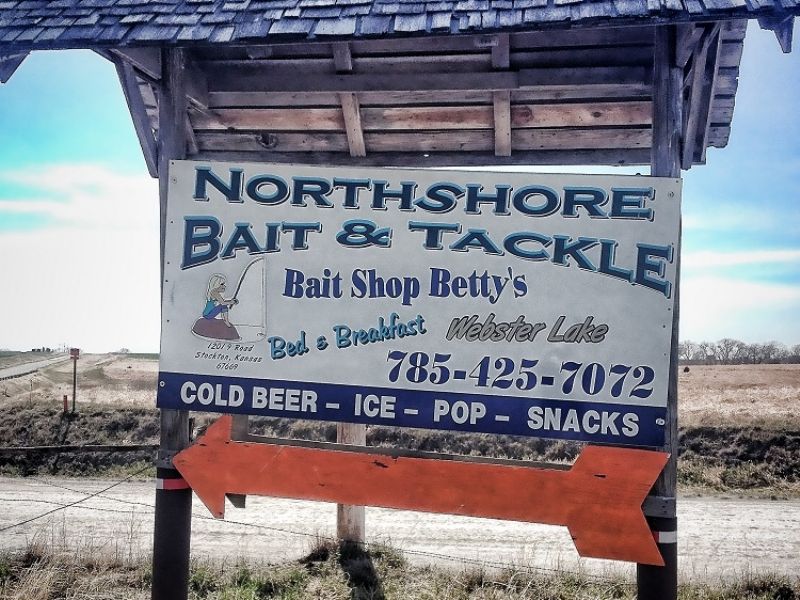 NORTHSHORE
BAIT & TACKLE
Bait Shop Betty's
Bed & Breakfast Webster Lake
Road
Stockton, Kansas
67669
785-425-7072
COLD BEER – ICE – POP – SNACKS